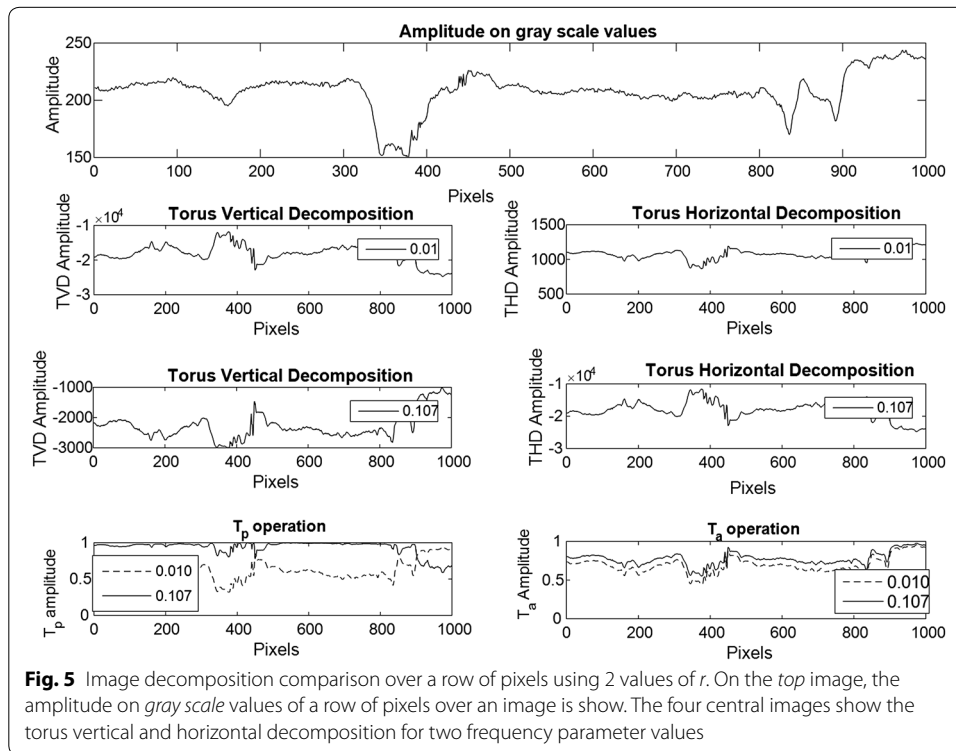 Amplitude on gray scale values
250
200
150
Amplitude
0 100 200 300 400 500 600 700 800 900 1000
Pixels
Torus Vertical Decomposition
×10⁴
-1
-2
-3
TVD Amplitude
0.01
0 200 400 600 800 1000
Pixels
Torus Horizontal Decomposition
1500
1000
500
THD Amplitude
0.01
0 200 400 600 800 1000
Pixels
Torus Vertical Decomposition
-1000
-2000
-3000
TVD Amplitude
0.107
0 200 400 600 800 1000
Pixels
Torus Horizontal Decomposition
×10⁴
-1
-2
-3
THD Amplitude
0.107
0 200 400 600 800 1000
Pixels
Tp operation
1
0.5
0
Tp amplitude
0.010
0.107
0 200 400 600 800 1000
Pixels
Ta operation
1
0.5
0
Ta Amplitude
0.010
0.107
0 200 400 600 800 1000
Pixels
Fig. 5 Image decomposition comparison over a row of pixels using 2 values of r. On the top image, the
amplitude on gray scale values of a row of pixels over an image is show. The four central images show the
torus vertical and horizontal decomposition for two frequency parameter values